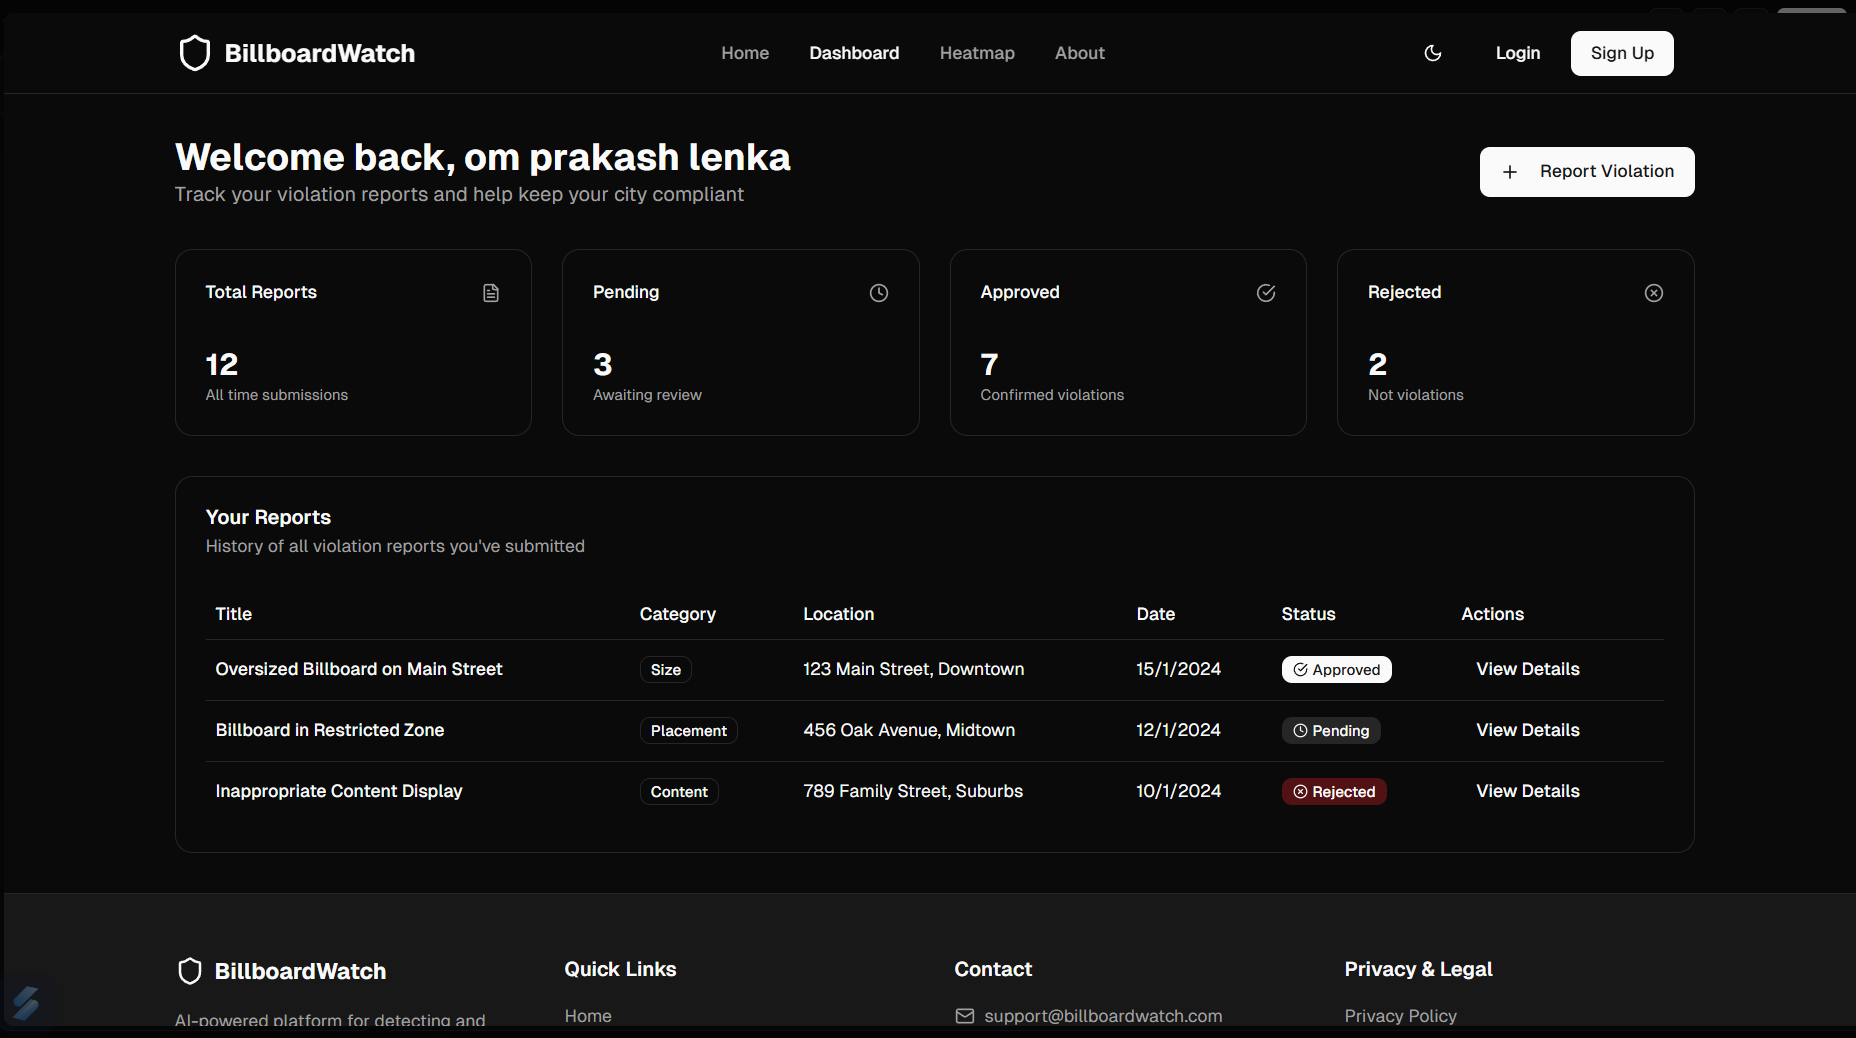 BillboardWatch
Home Dashboard Heatmap About
Login Sign Up
Welcome back, om prakash lenka
Track your violation reports and help keep your city compliant
Report Violation
Total Reports
12
All time submissions
Pending
3
Awaiting review
Approved
7
Confirmed violations
Rejected
2
Not violations
Your Reports
History of all violation reports you've submitted
Title Category Location Date Status Actions
Oversized Billboard on Main Street Size 123 Main Street, Downtown 15/1/2024 Approved View Details
Billboard in Restricted Zone Placement 456 Oak Avenue, Midtown 12/1/2024 Pending View Details
Inappropriate Content Display Content 789 Family Street, Suburbs 10/1/2024 Rejected View Details
BillboardWatch
AI-powered platform for detecting and
Quick Links
Home
Contact
support@billboardwatch.com
Privacy & Legal
Privacy Policy